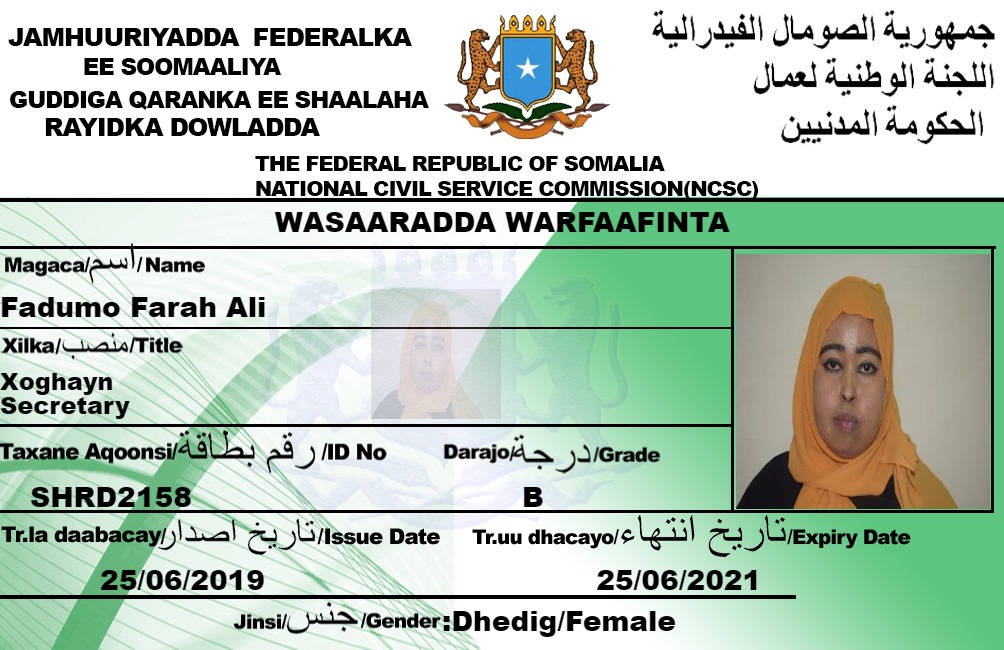 JAMHUURIYADDA FEDERALKA
EE SOOMAALIYA
GUDDIGA QARANKA EE SHAALAHA
RAYIDKA DOWLADDA
جمهورية الصومال الفيدرالية
اللجنة الوطنية لعمال
الحكومة المدنيين
THE FEDERAL REPUBLIC OF SOMALIA
NATIONAL CIVIL SERVICE COMMISSION(NCSC)
WASAARADDA WARFAAFINTA
Magaca/اسم/Name
Fadumo Farah Ali
Xilka/منصب/Title
Xoghayn
Secretary
Taxane Aqoonsi/رقم بطاقة/ID No
Darajo/درجة/Grade
SHRD2158
B
Tr.la daabacay/تاريخ اصدار/Issue Date
Tr.uu dhacayo/تاريخ انتهاء/Expiry Date
25/06/2019
25/06/2021
Jinsi/جنس/Gender:Dhedig/Female